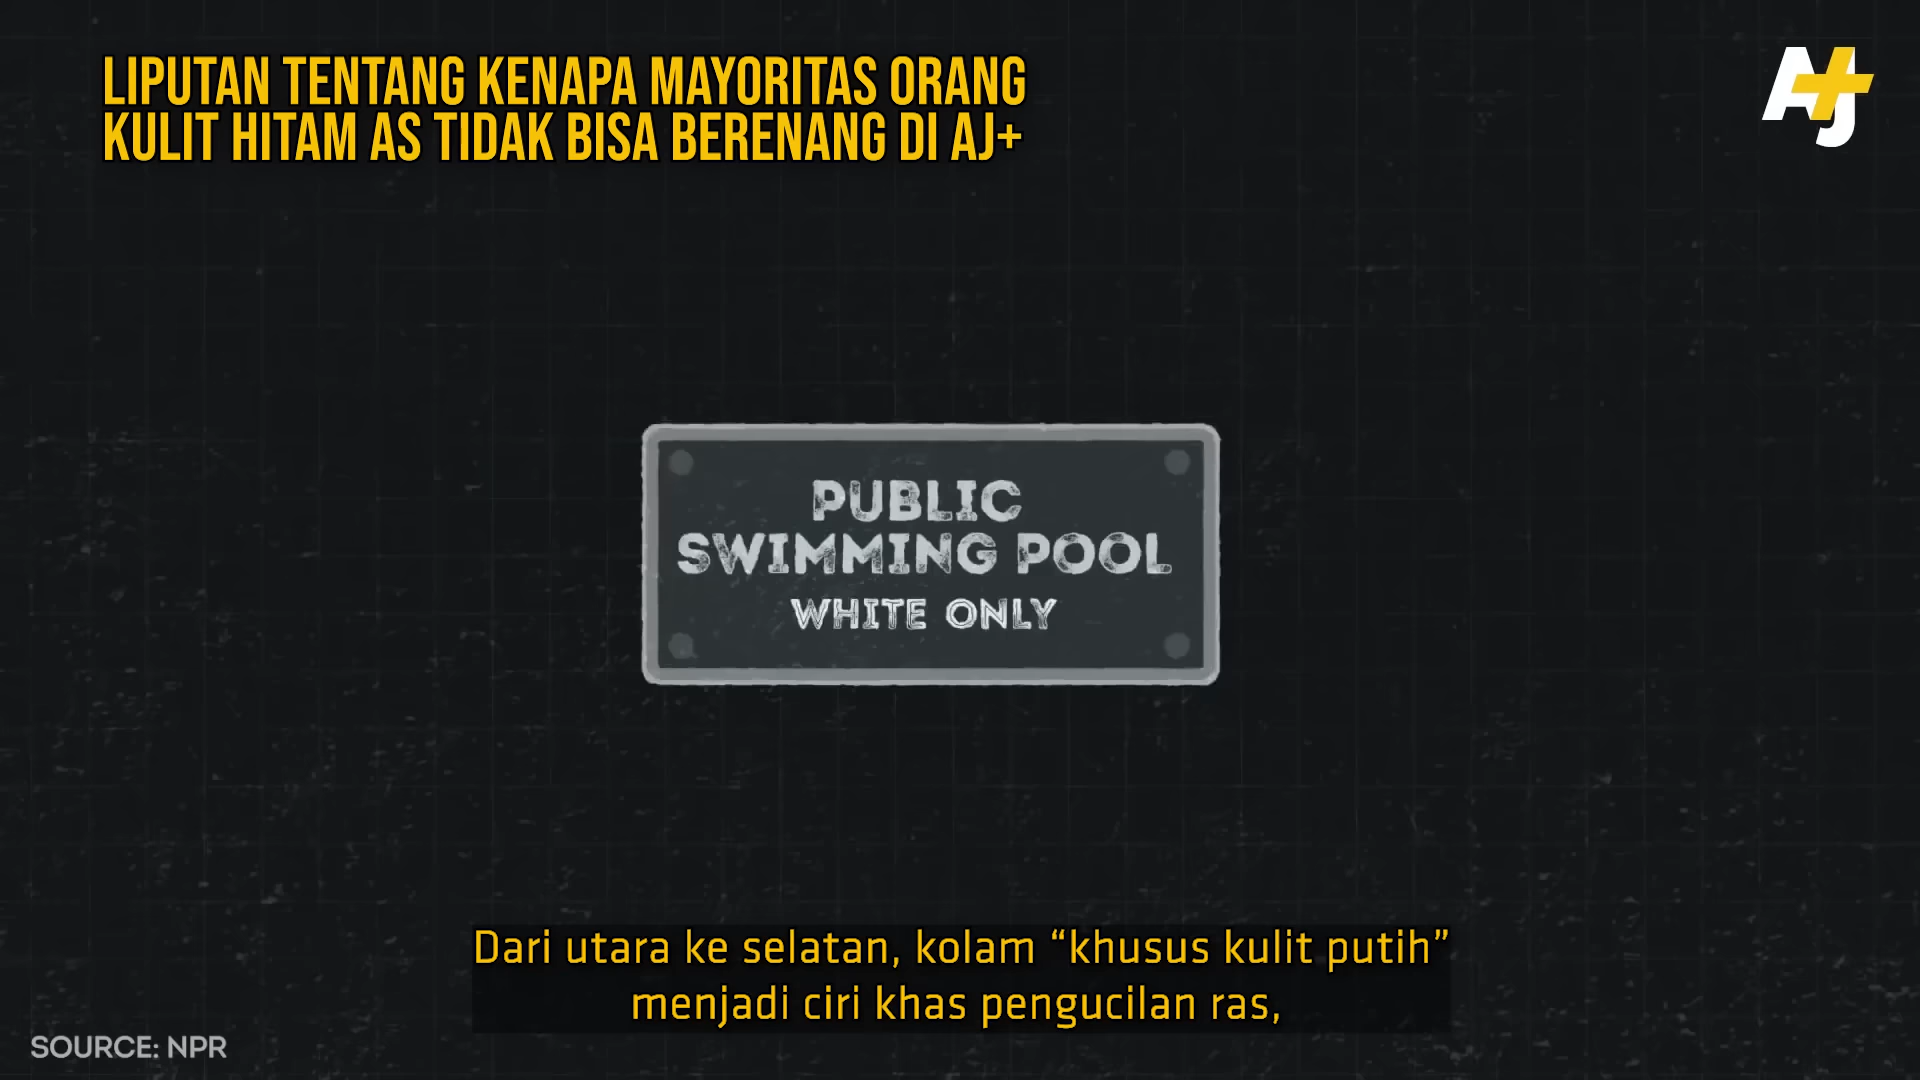 LIPUTAN TENTANG KENAPA MAYORITAS ORANG
KULIT HITAM AS TIDAK BISA BERENANG DI AJ+
AJ+
PUBLIC
SWIMMING POOL
WHITE ONLY
Dari utara ke selatan, kolam “khusus kulit putih”
menjadi ciri khas pengucilan ras,
SOURCE: NPR